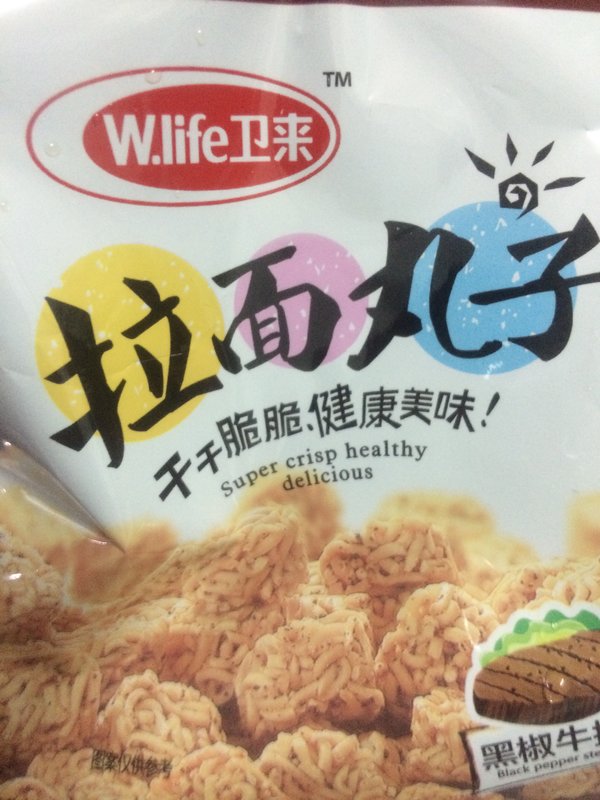 TM
W.life卫来
拉面丸子
干干脆脆、健康美味!
Super crisp healthy
delicious
黑椒牛
Black pepper
图案仅供参考